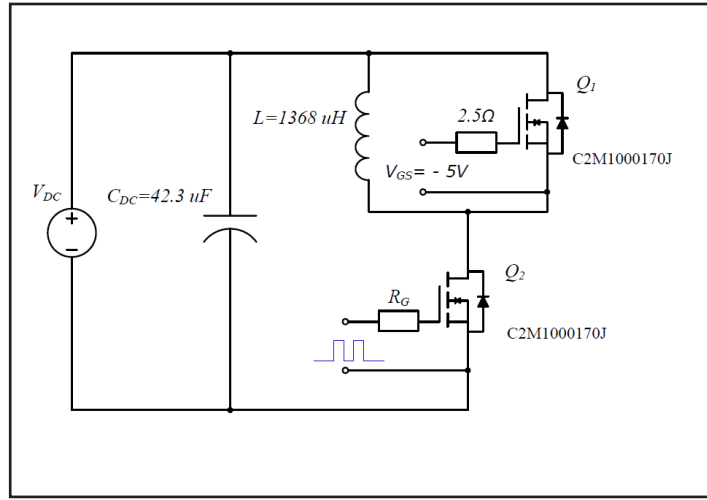 Q1
2.5Ω
L=1368 uH
C2M1000170J
VGS= - 5V
VDC
CDC=42.3 uF
+
−
Q2
RG
C2M1000170J